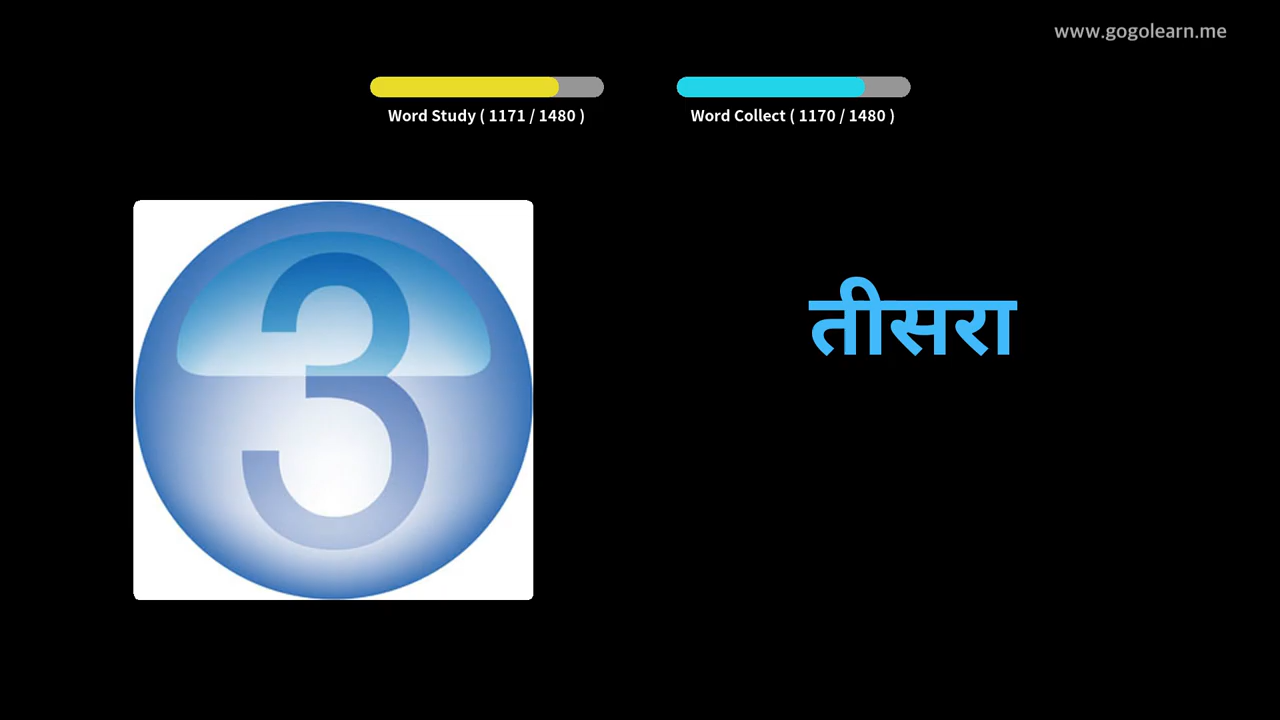 www.gogolearn.me
Word Study ( 1171 / 1480 )
Word Collect ( 1170 / 1480 )
3
तीसरा